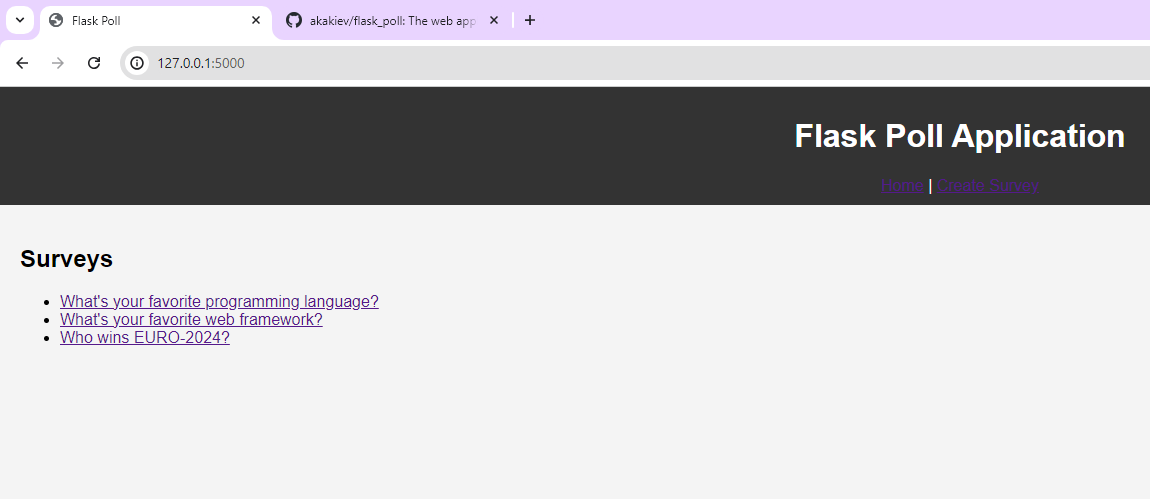 Flask Poll
akakiev/flask_poll: The web app
127.0.0.1:5000
Flask Poll Application
Home | Create Survey
Surveys
What's your favorite programming language?
What's your favorite web framework?
Who wins EURO-2024?